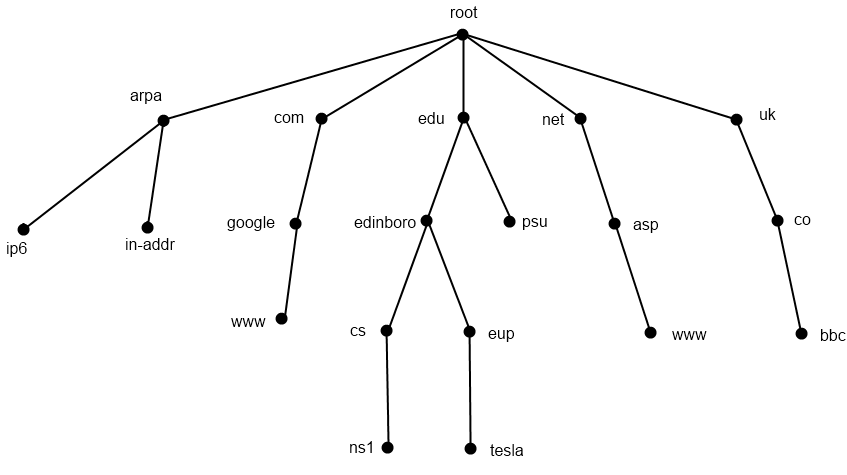 root
arpa
com
edu
net
uk
ip6
in-addr
google
edinboro
psu
asp
co
www
cs
eup
www
bbc
ns1
tesla